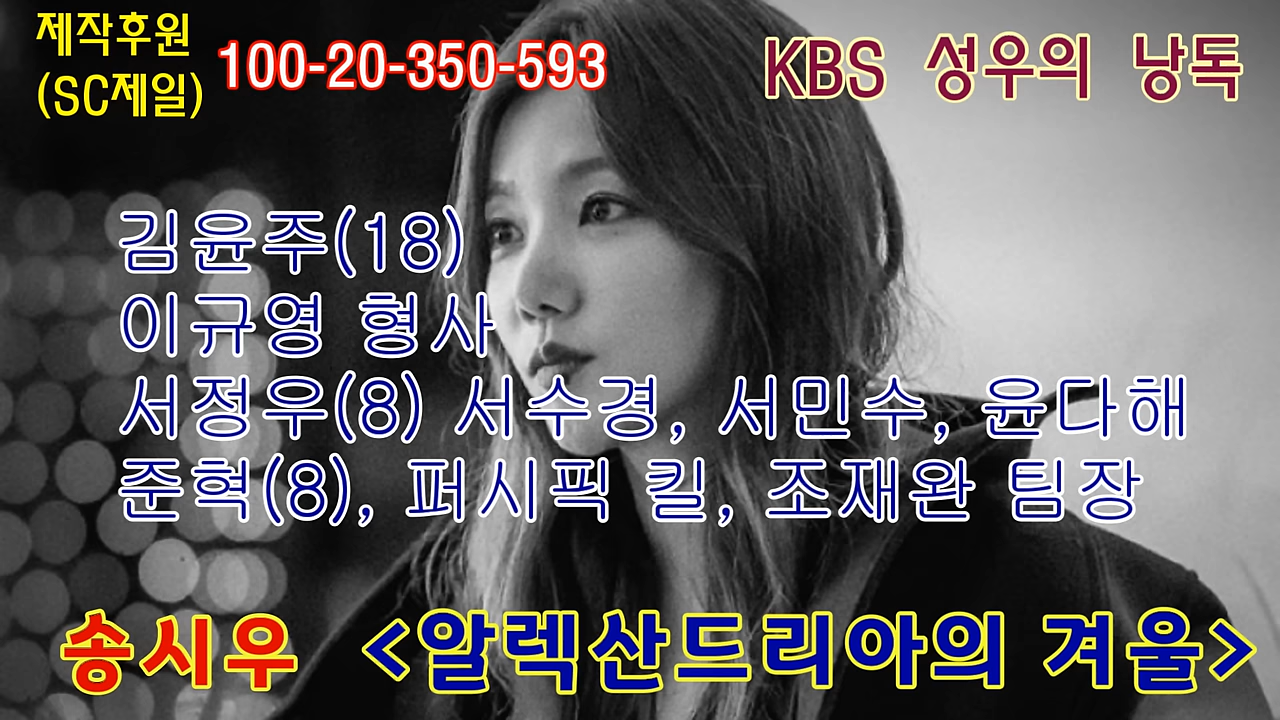 제작후원
(SC제일)
100-20-350-593
KBS 성우의 낭독
김윤주(18)
이규영 형사
서정우(8) 서수경, 서민수, 윤다해
준혁(8), 퍼시픽 킬, 조재완 팀장
송시우 <알렉산드리아의 겨울>